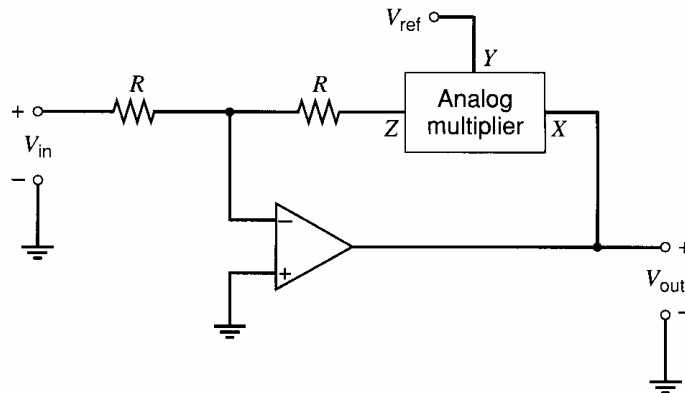 V_ref
Y
R
R
Analog
multiplier
Z
X
+
V_in
−
−
+
+
V_out
−